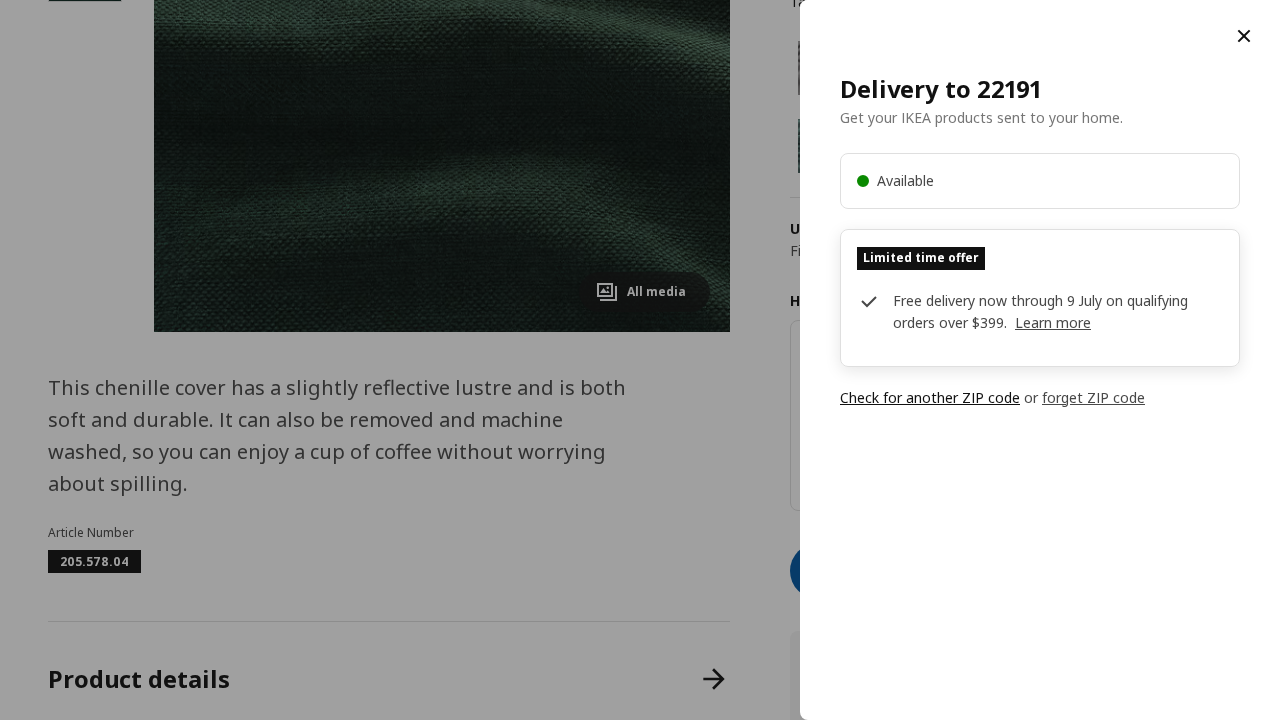 All media
This chenille cover has a slightly reflective lustre and is both
soft and durable. It can also be removed and machine
washed, so you can enjoy a cup of coffee without worrying
about spilling.
Article Number
205.578.04
Product details
Delivery to 22191
Get your IKEA products sent to your home.
Available
Limited time offer
Free delivery now through 9 July on qualifying
orders over $399. Learn more
Check for another ZIP code or forget ZIP code